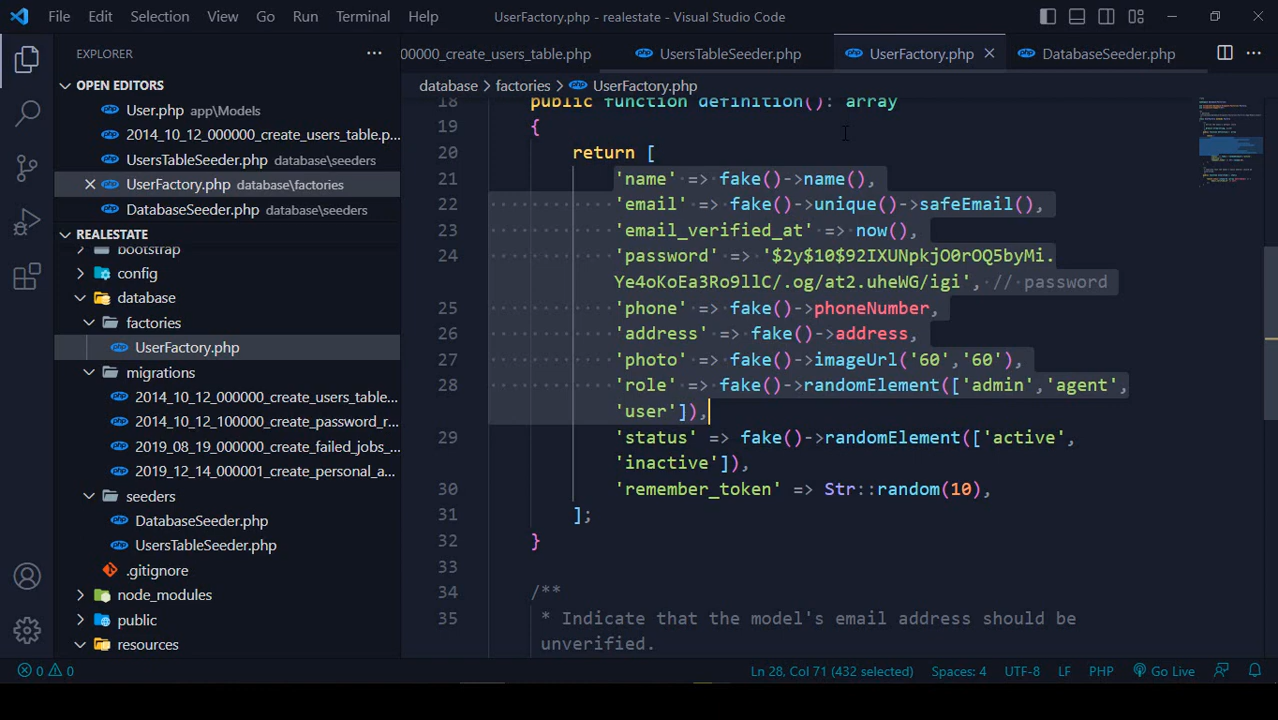 File Edit Selection View Go Run Terminal Help UserFactory.php - realestate - Visual Studio Code
EXPLORER
000000_create_users_table.php UsersTableSeeder.php UserFactory.php DatabaseSeeder.php
OPEN EDITORS
User.php app\Models
2014_10_12_000000_create_users_table.p...
UsersTableSeeder.php database\seeders
UserFactory.php database\factories
DatabaseSeeder.php database\seeders
REALESTATE
bootstrap
config
database
factories
UserFactory.php
migrations
2014_10_12_000000_create_users_table...
2014_10_12_100000_create_password_r...
2019_08_19_000000_create_failed_jobs_...
2019_12_14_000001_create_personal_a...
seeders
DatabaseSeeder.php
UsersTableSeeder.php
.gitignore
node_modules
public
resources
database > factories > UserFactory.php
18 public function definition(): array
19 {
20 return [
21 'name' => fake()->name(),
22 'email' => fake()->unique()->safeEmail(),
23 'email_verified_at' => now(),
24 'password' => '$2y$10$92IXUNpkjO0rOQ5byMi.
Ye4oKoEa3Ro9llC/.og/at2.uheWG/igi', // password
25 'phone' => fake()->phoneNumber,
26 'address' => fake()->address,
27 'photo' => fake()->imageUrl('60','60'),
28 'role' => fake()->randomElement(['admin','agent',
'user']),
29 'status' => fake()->randomElement(['active',
'inactive']),
30 'remember_token' => Str::random(10),
31 ];
32 }
33
34 /**
35 * Indicate that the model's email address should be
unverified.
0 0 Ln 28, Col 71 (432 selected) Spaces: 4 UTF-8 LF PHP Go Live